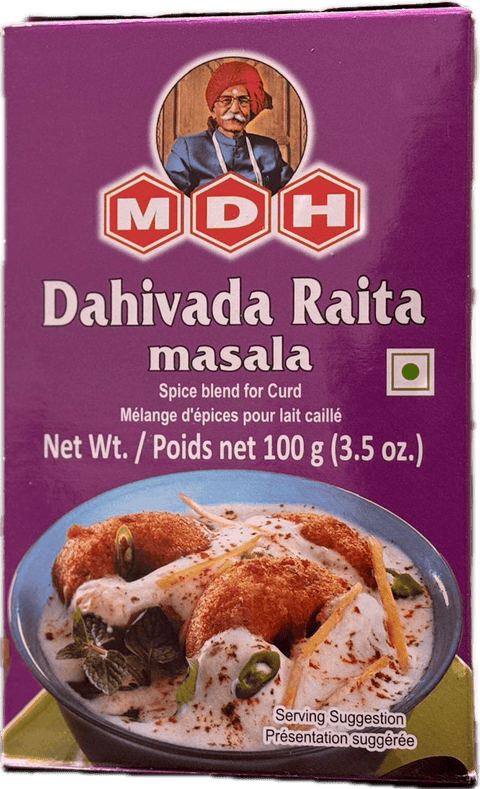 MDH
Dahivada Raita
masala
Spice blend for Curd
Mélange d'épices pour lait caillé
Net Wt. / Poids net 100 g (3.5 oz.)
Serving Suggestion
Présentation suggérée